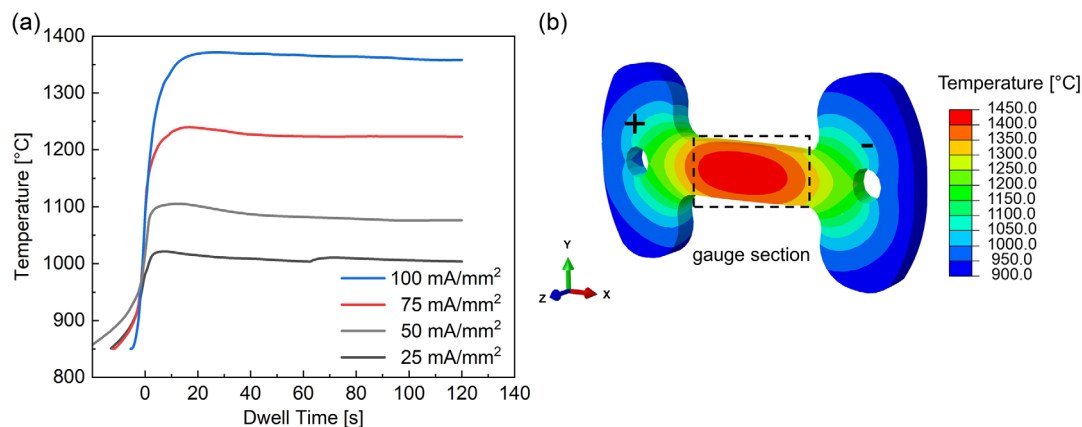 (a)
1400
1300
1200
1100
1000
900
800
Temperature [°C]
0 20 40 60 80 100 120 140
Dwell Time [s]
100 mA/mm²
75 mA/mm²
50 mA/mm²
25 mA/mm²
(b)
+
-
gauge section
Y
Z
X
Temperature [°C]
1450.0
1400.0
1350.0
1300.0
1250.0
1200.0
1150.0
1100.0
1050.0
1000.0
950.0
900.0